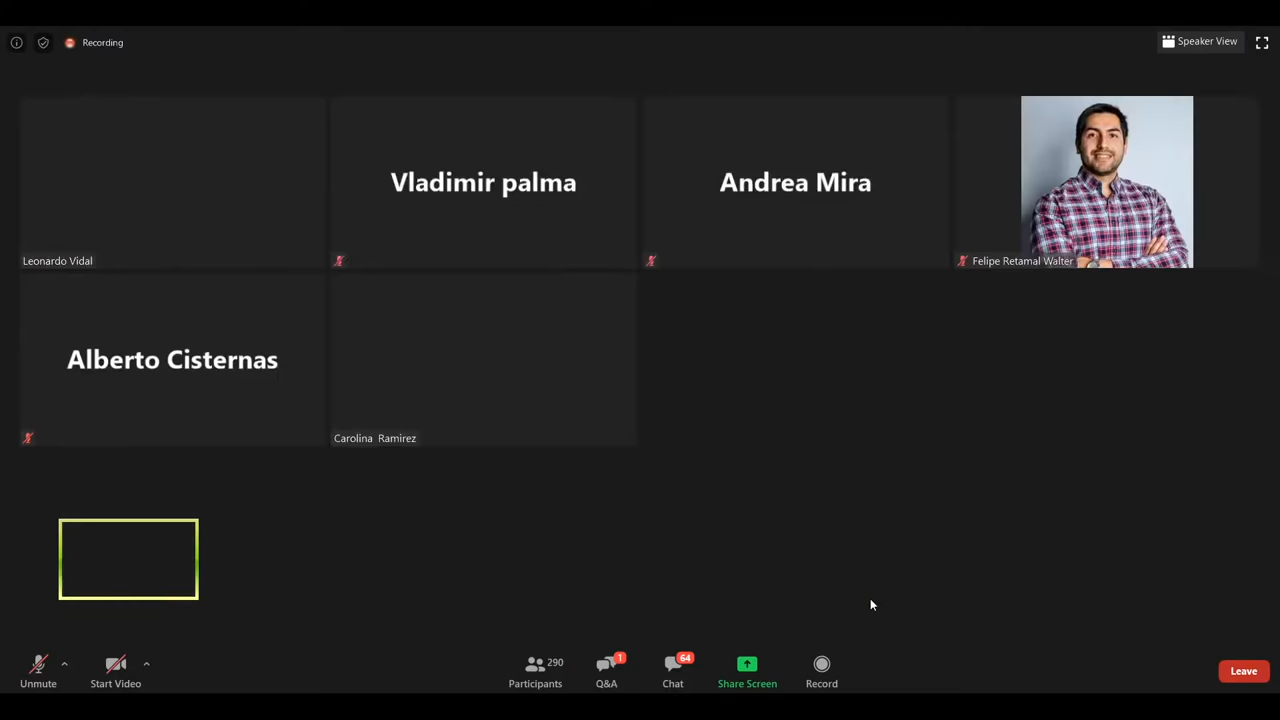 Recording
Speaker View
Vladimir palma
Andrea Mira
Leonardo Vidal
Felipe Retamal Walter
Alberto Cisternas
Carolina Ramirez
290
1
64
Unmute
Start Video
Participants
Q&A
Chat
Share Screen
Record
Leave